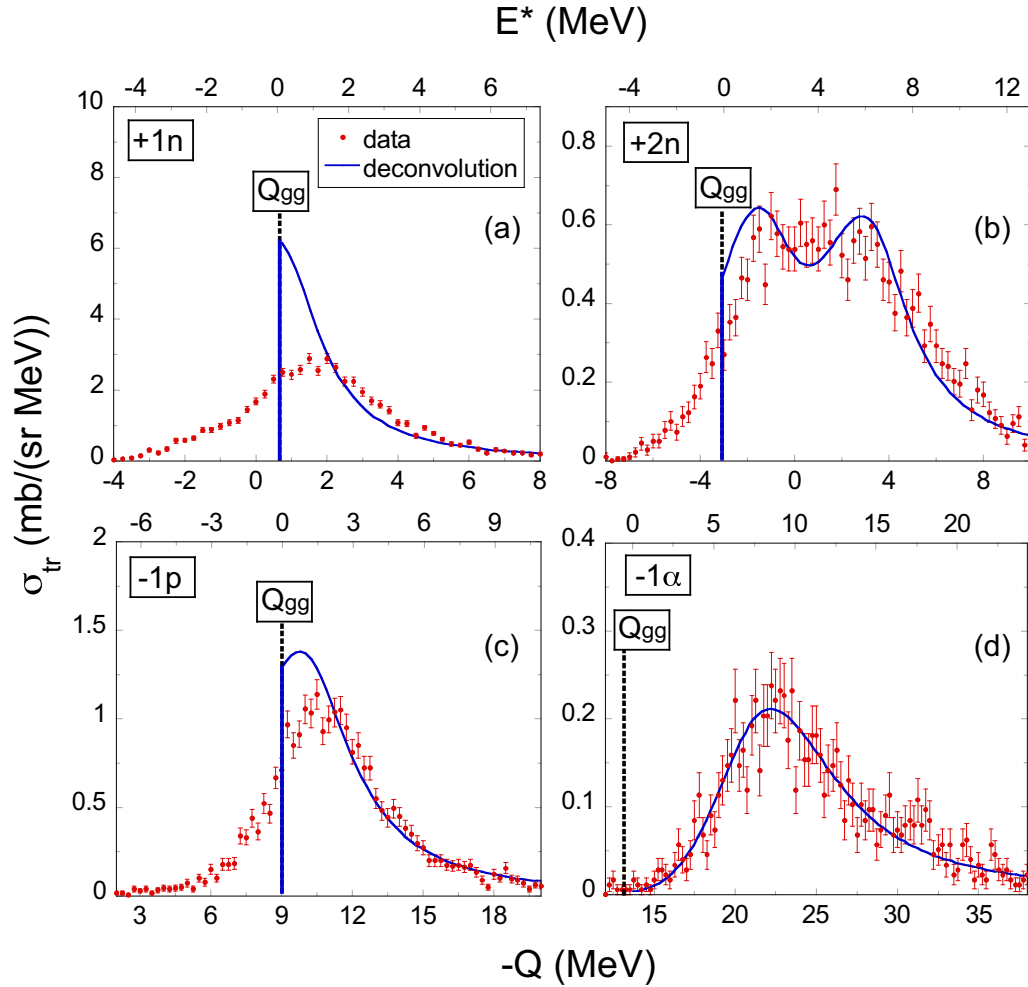 E* (MeV)
-4 -2 0 2 4 6
-4 0 4 8 12
10
8
6
4
2
0
+1n
data
deconvolution
Qgg
(a)
-4 -2 0 2 4 6 8
0.8
0.6
0.4
0.2
0
+2n
Qgg
(b)
-8 -4 0 4 8
σtr (mb/(sr MeV))
-6 -3 0 3 6 9
0 5 10 15 20
2
1.5
1
0.5
0
-1p
Qgg
(c)
3 6 9 12 15 18
0.4
0.3
0.2
0.1
0
-1α
Qgg
(d)
15 20 25 30 35
-Q (MeV)